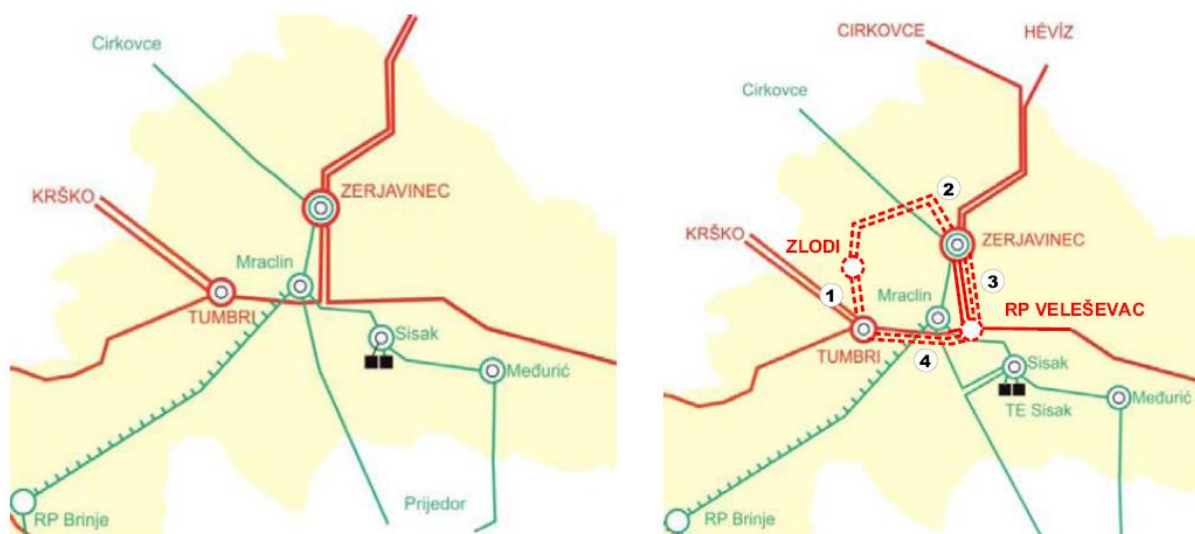 Cirkovce
ZERJAVINEC
KRŠKO
Mraclin
TUMBRI
Sisak
Međurić
Prijedor
RP Brinje
CIRKOVCE
HÉVÍZ
Cirkovce
2
ZERJAVINEC
KRŠKO
ZLODI
3
1
Mraclin
RP VELEŠEVAC
TUMBRI
4
Sisak
TE Sisak
Međurić
RP Brinje